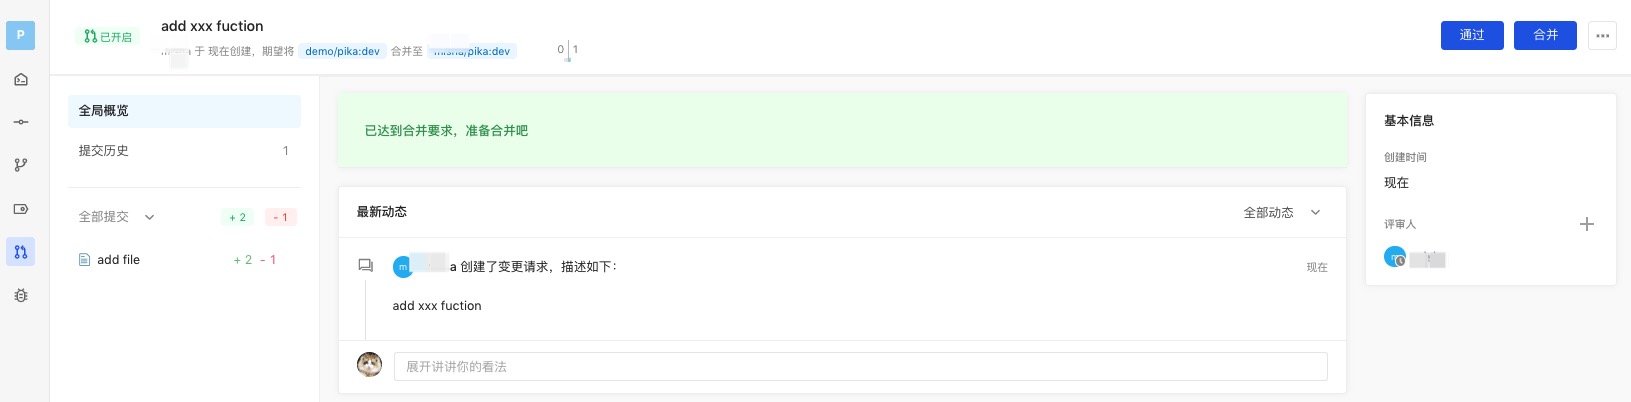 P
已开启
add xxx fuction
于 现在创建，期望将 demo/pika:dev 合并至 /pika:dev
0 1
通过
合并
全局概览
提交历史 1
全部提交 + 2 - 1
add file + 2 - 1
已达到合并要求，准备合并吧
最新动态
全部动态
m a 创建了变更请求，描述如下：
现在
add xxx fuction
展开讲讲你的看法
基本信息
创建时间
现在
评审人
m